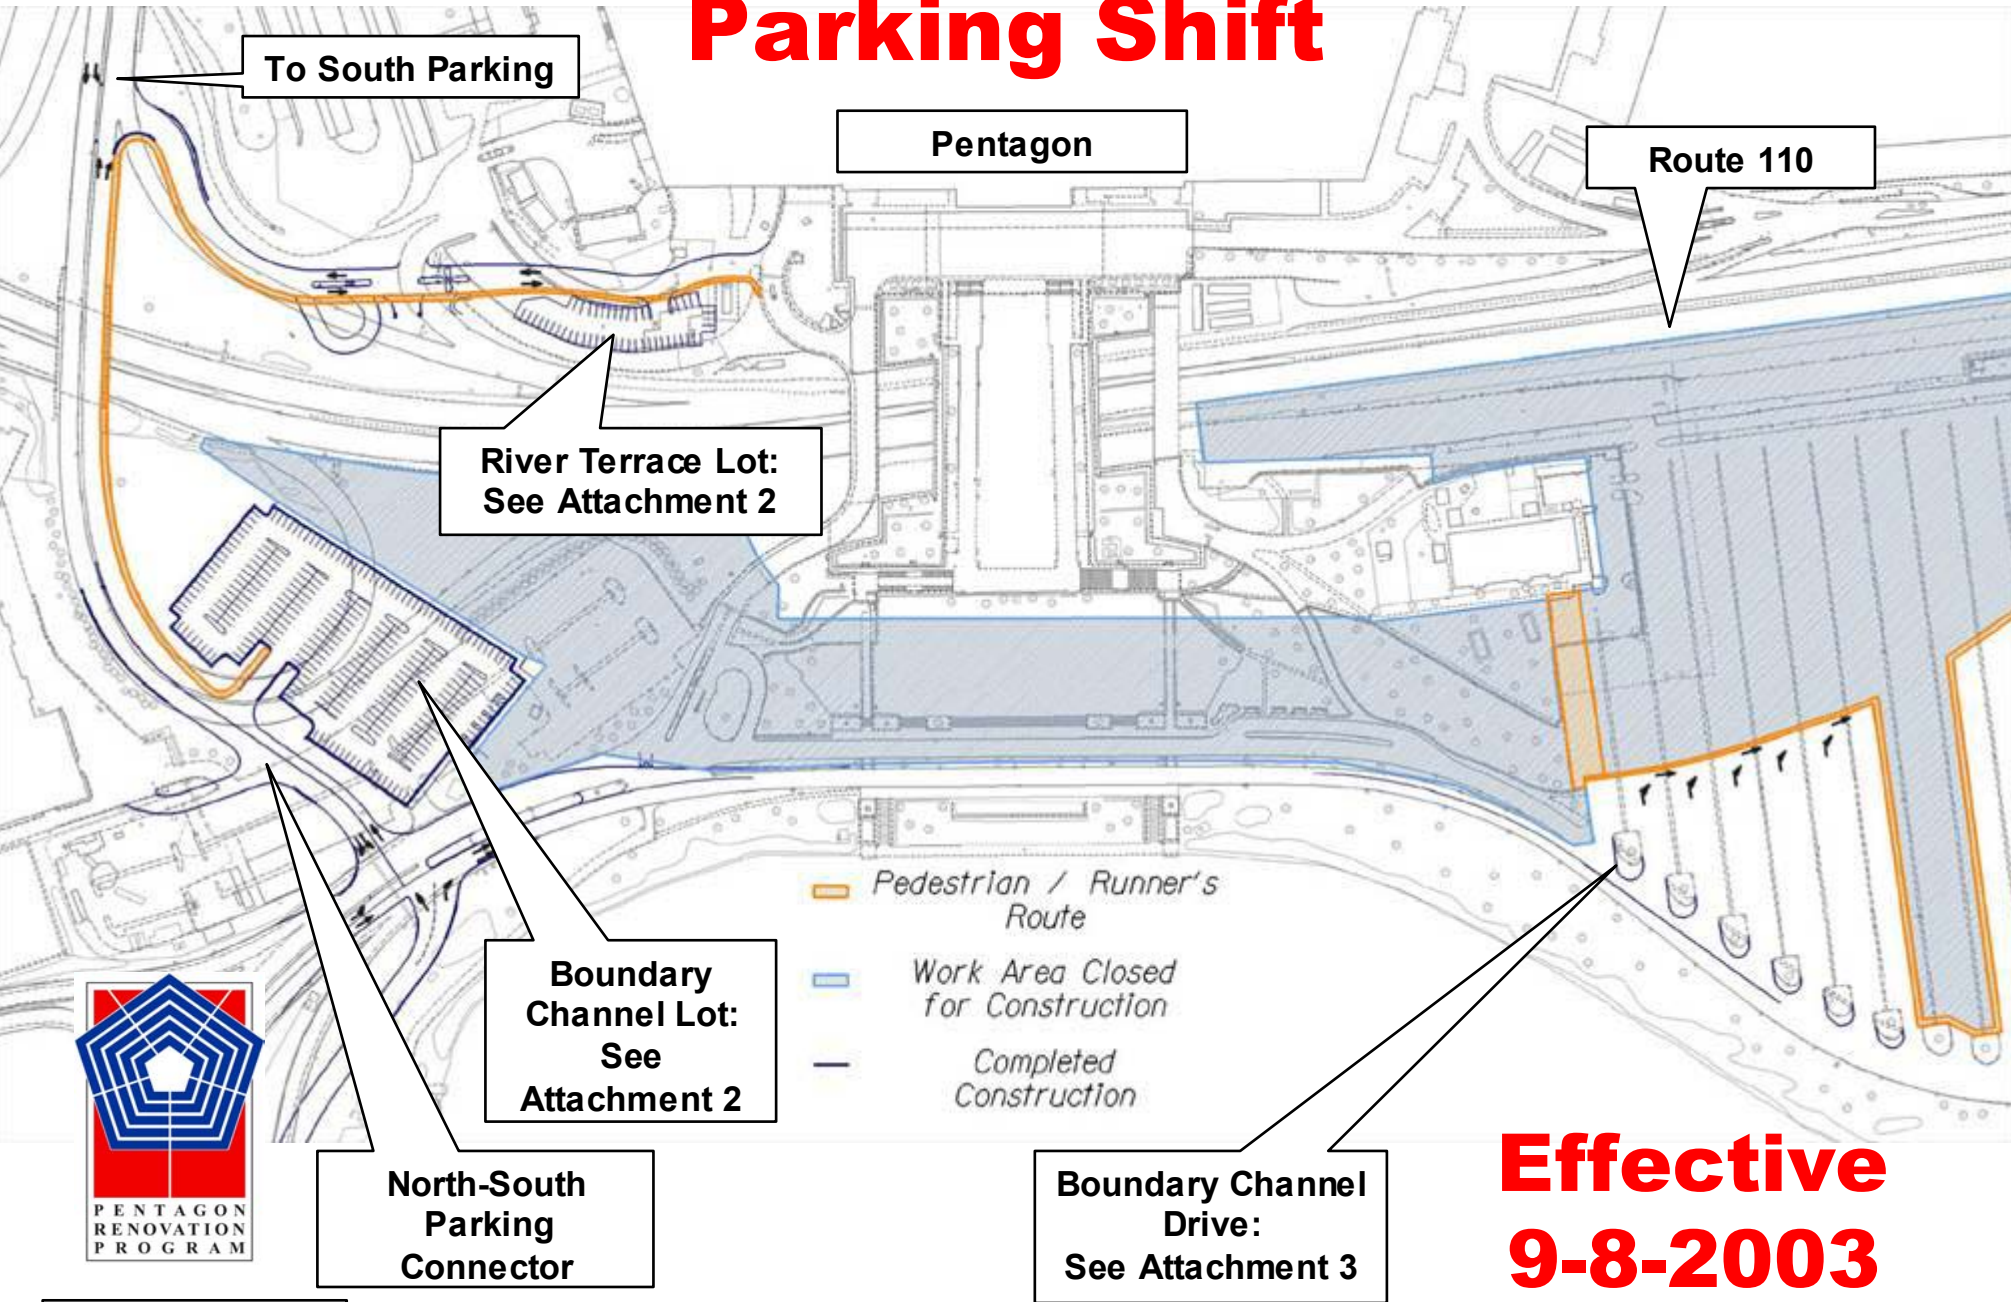 Parking Shift
To South Parking
Pentagon
Route 110
River Terrace Lot:
See Attachment 2
Pedestrian / Runner's
Route
Work Area Closed
for Construction
Completed
Construction
Boundary
Channel Lot:
See
Attachment 2
North-South
Parking
Connector
Boundary Channel
Drive:
See Attachment 3
PENTAGON
RENOVATION
PROGRAM
Effective
9-8-2003